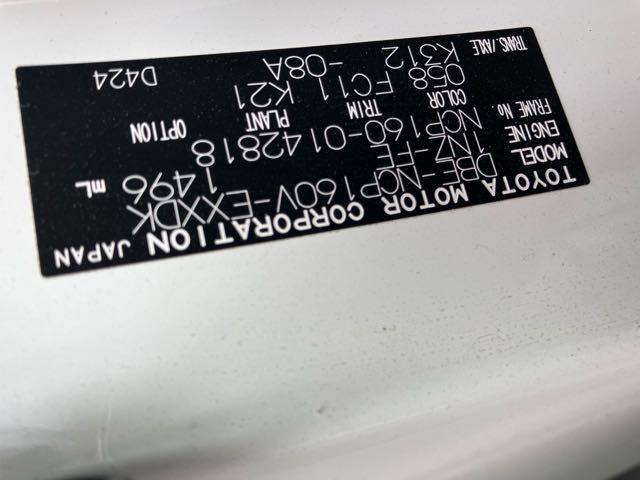 TOYOTA MOTOR CORPORATION JAPAN
MODEL DBE-NCP160V-EXXDK
ENGINE 1NZ-FE 1496 mL
FRAME No. NCP160-0142818
COLOR TRIM PLANT OPTION
058 FC11 K21
TRANS./AXLE K312 -08A D424